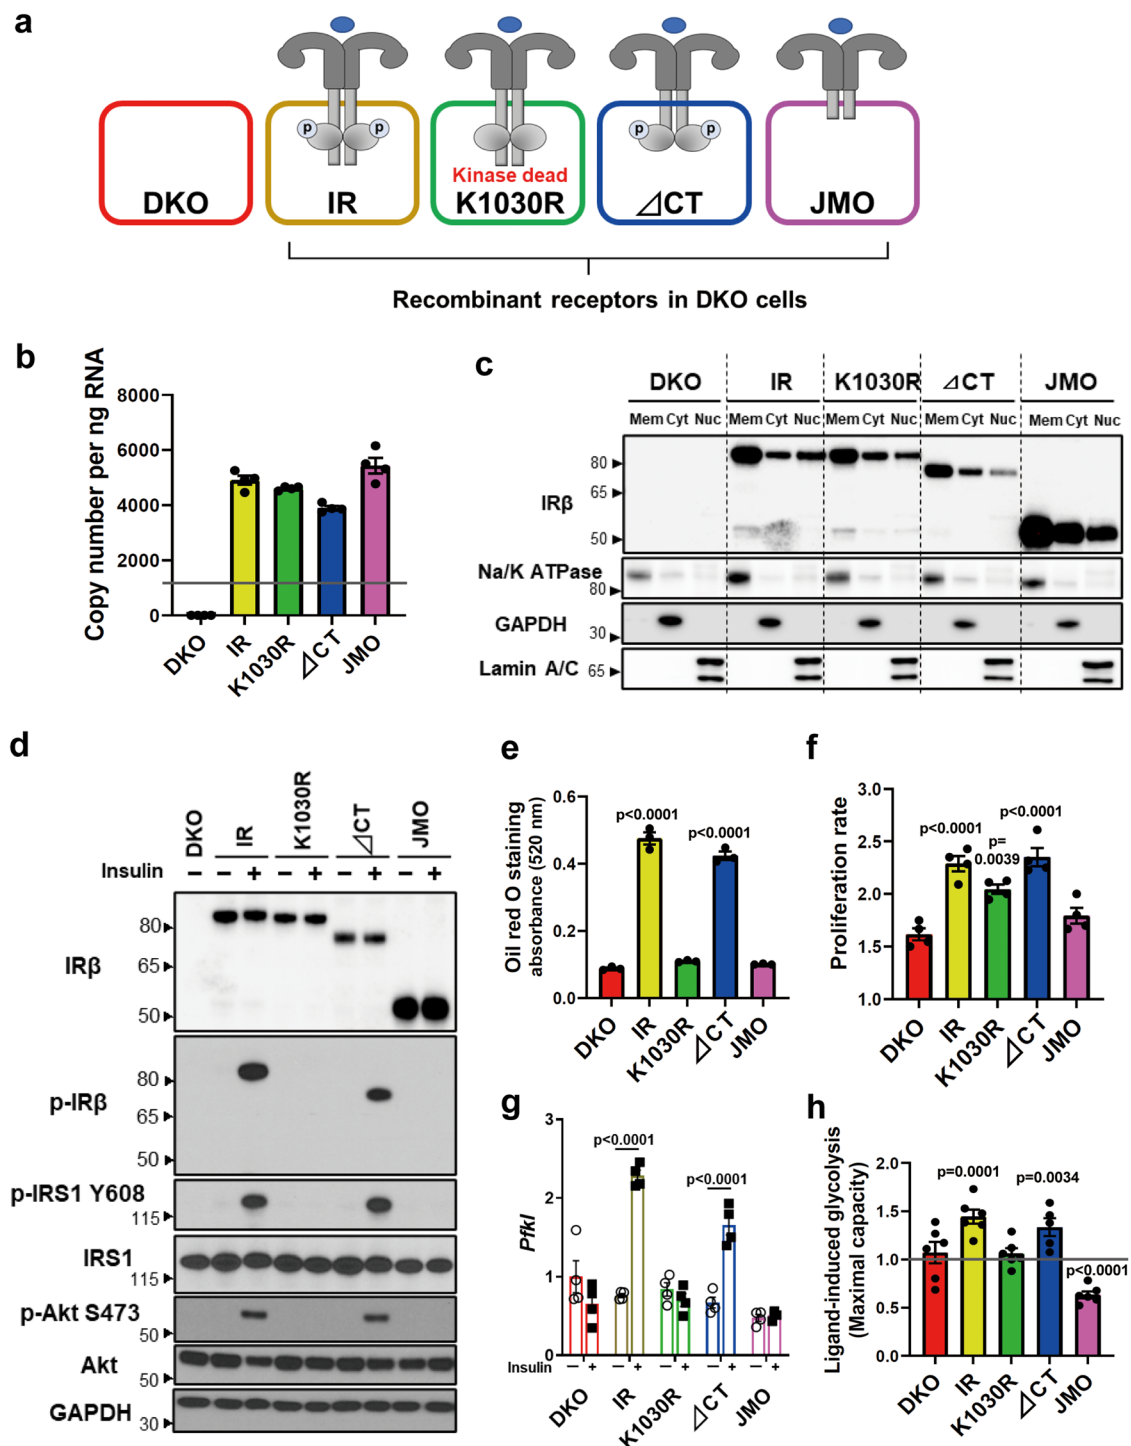 a
p p
p p
Kinase dead
DKO IR K1030R ⊿CT JMO
Recombinant receptors in DKO cells
b
Copy number per ng RNA
8000
6000
4000
2000
0
DKO IR K1030R ⊿CT JMO
c
DKO IR K1030R ⊿CT JMO
Mem Cyt Nuc Mem Cyt Nuc Mem Cyt Nuc Mem Cyt Nuc Mem Cyt Nuc
IRβ
80
65
50
Na/K ATPase
80
GAPDH
30
Lamin A/C
65
d
DKO IR K1030R ⊿CT JMO
Insulin − − + − + − + − +
IRβ
80
65
50
p-IRβ
80
65
50
p-IRS1 Y608
115
IRS1
115
p-Akt S473
50
Akt
50
GAPDH
30
e
Oil red O staining
absorbance (520 nm)
0.6
0.4
0.2
0.0
p<0.0001
p<0.0001
DKO IR K1030R ⊿CT JMO
f
Proliferation rate
3.0
2.5
2.0
1.5
1.0
p<0.0001
p=
0.0039
p<0.0001
DKO IR K1030R ⊿CT JMO
g
Pfkl
3
2
1
0
p<0.0001
p<0.0001
Insulin − + − + − + − + − +
DKO IR K1030R ⊿CT JMO
h
Ligand-induced glycolysis
(Maximal capacity)
2.0
1.5
1.0
0.5
0.0
p=0.0001
p=0.0034
p<0.0001
DKO IR K1030R ⊿CT JMO